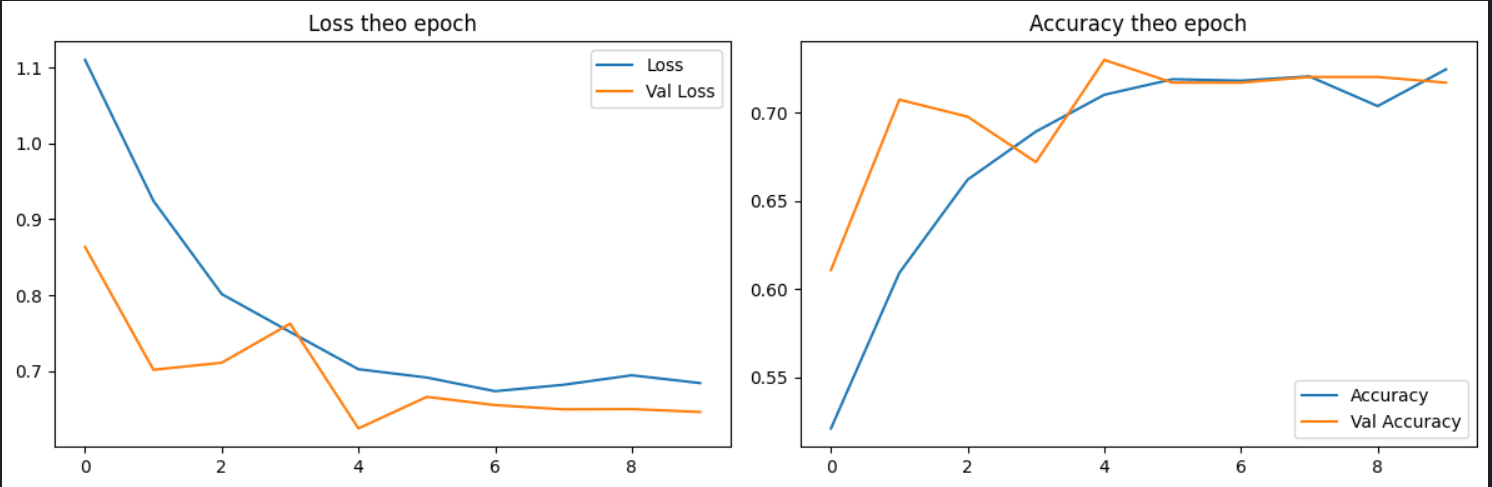 Loss theo epoch
1.1
1.0
0.9
0.8
0.7
0 2 4 6 8
Loss
Val Loss
Accuracy theo epoch
0.70
0.65
0.60
0.55
0 2 4 6 8
Accuracy
Val Accuracy